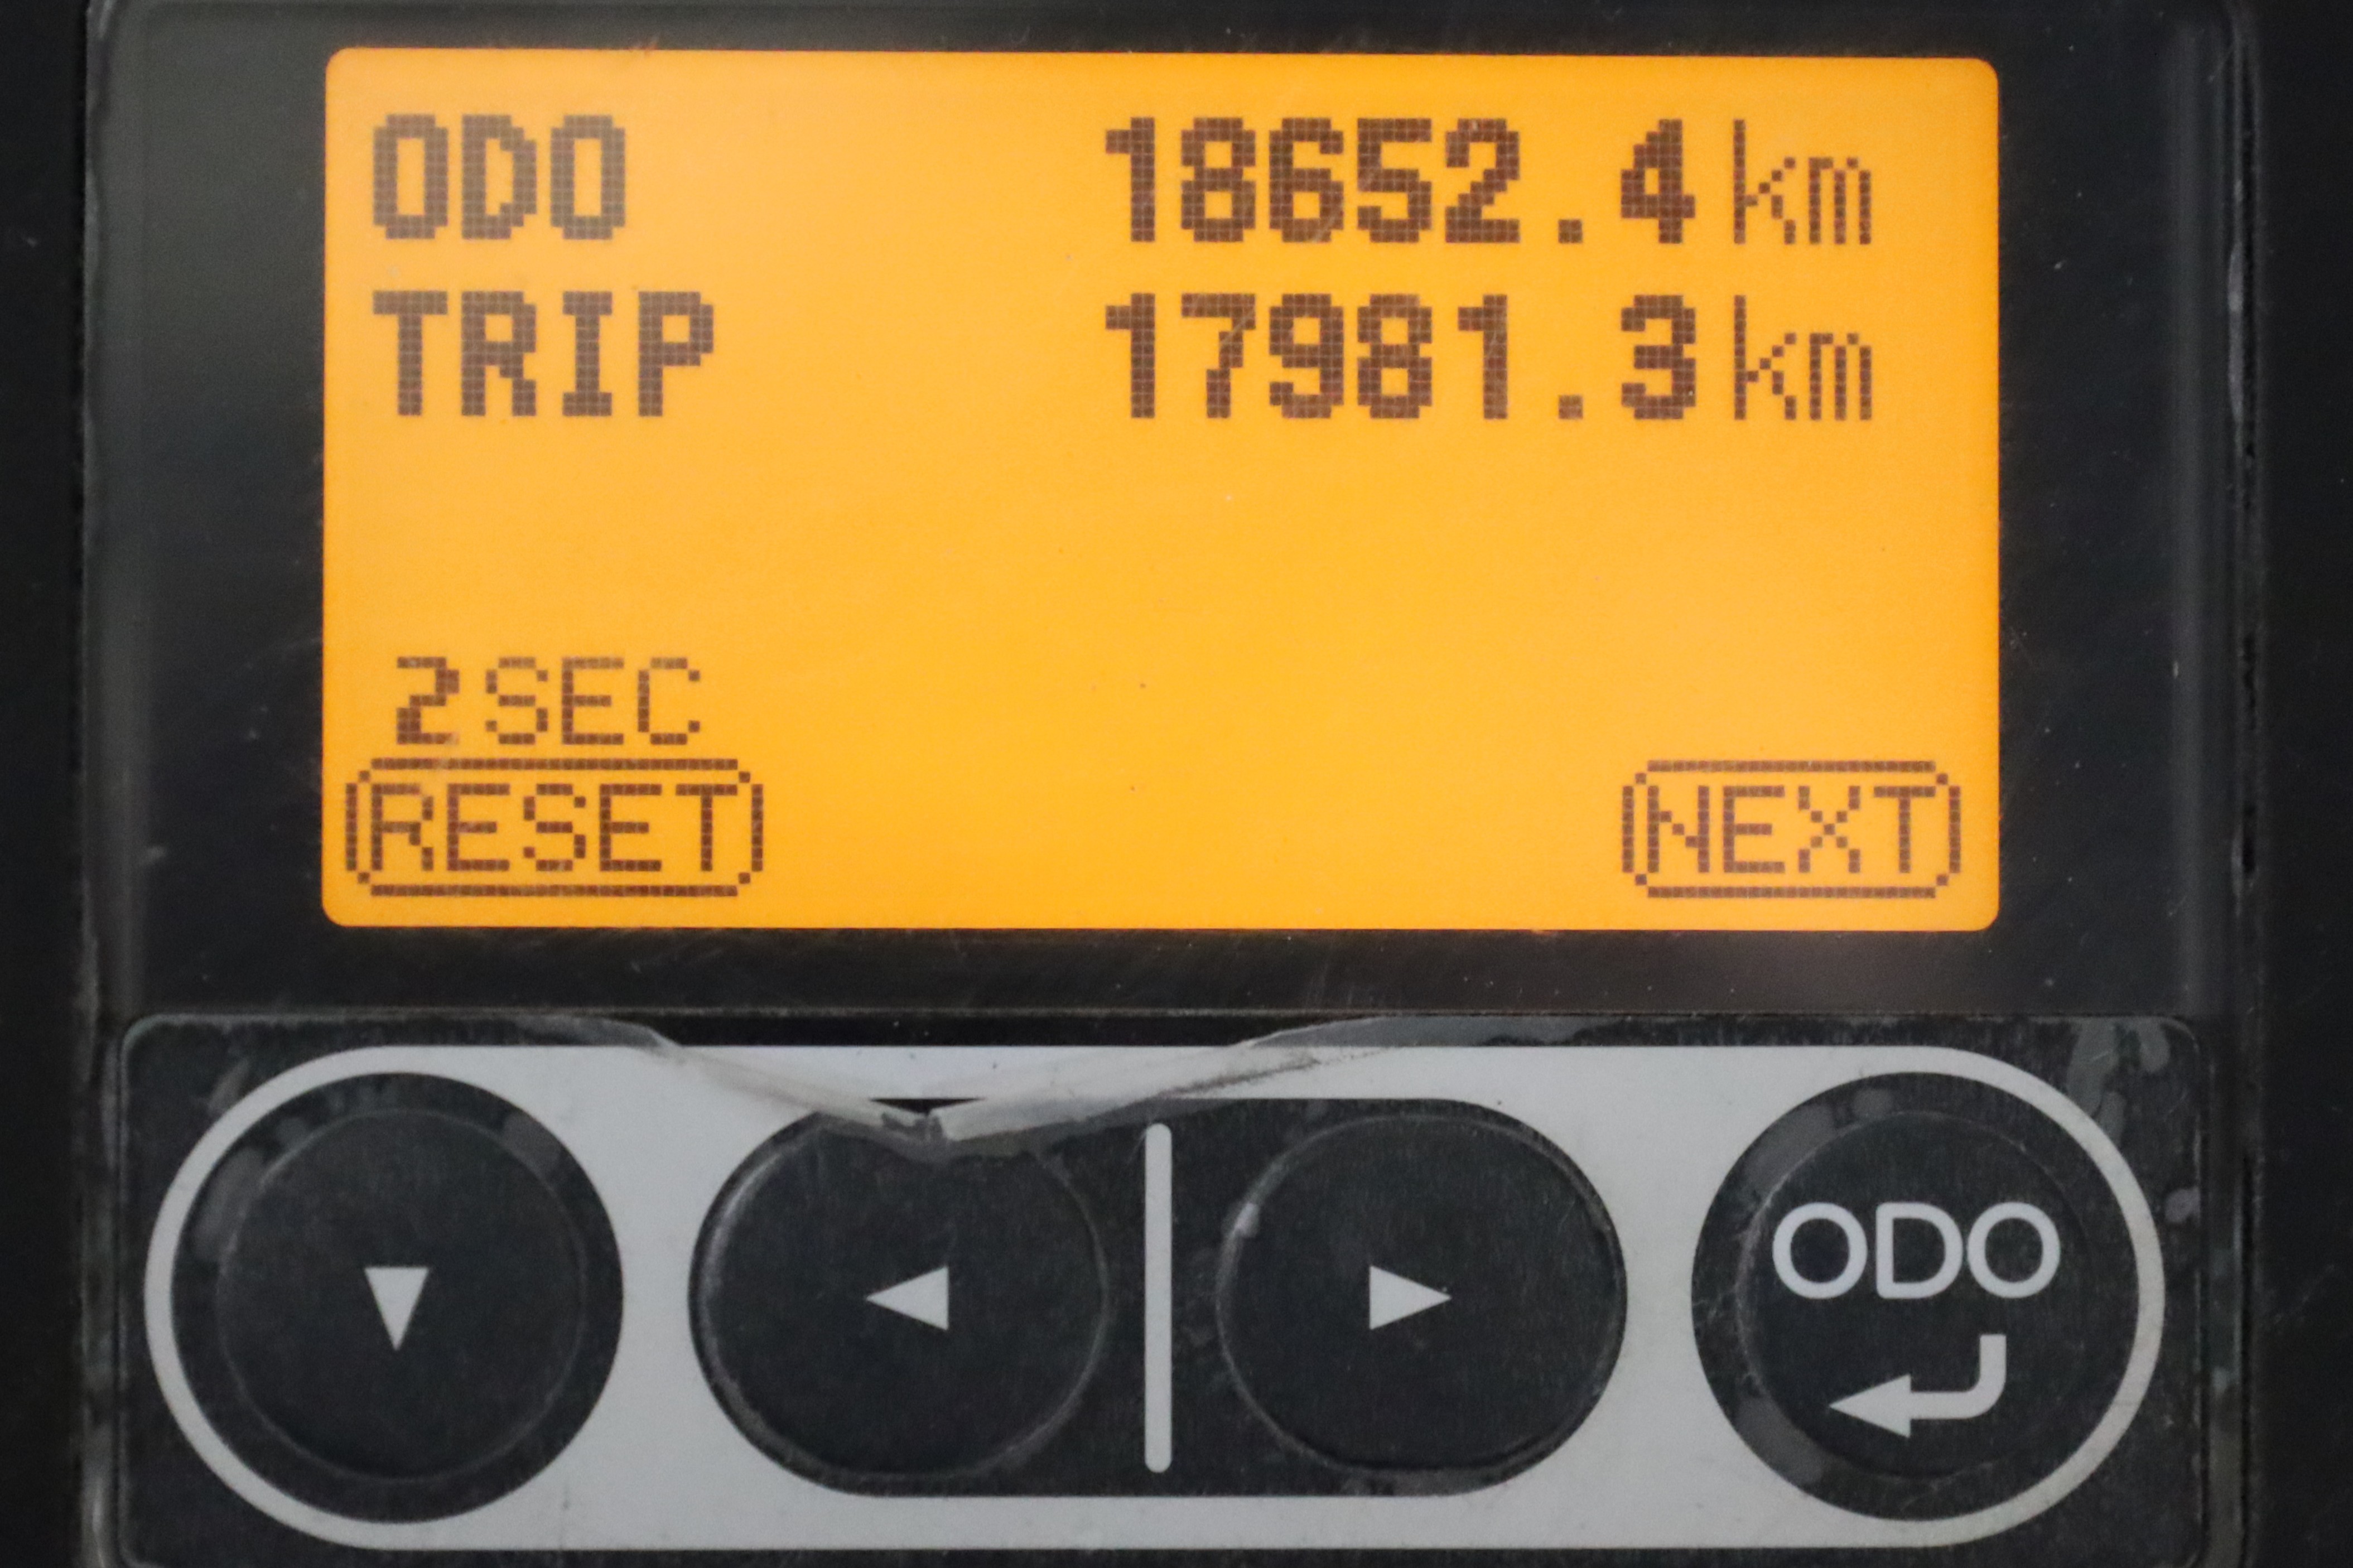 ODO 18652.4 km
TRIP 17981.3 km
2 SEC
RESET NEXT
ODO